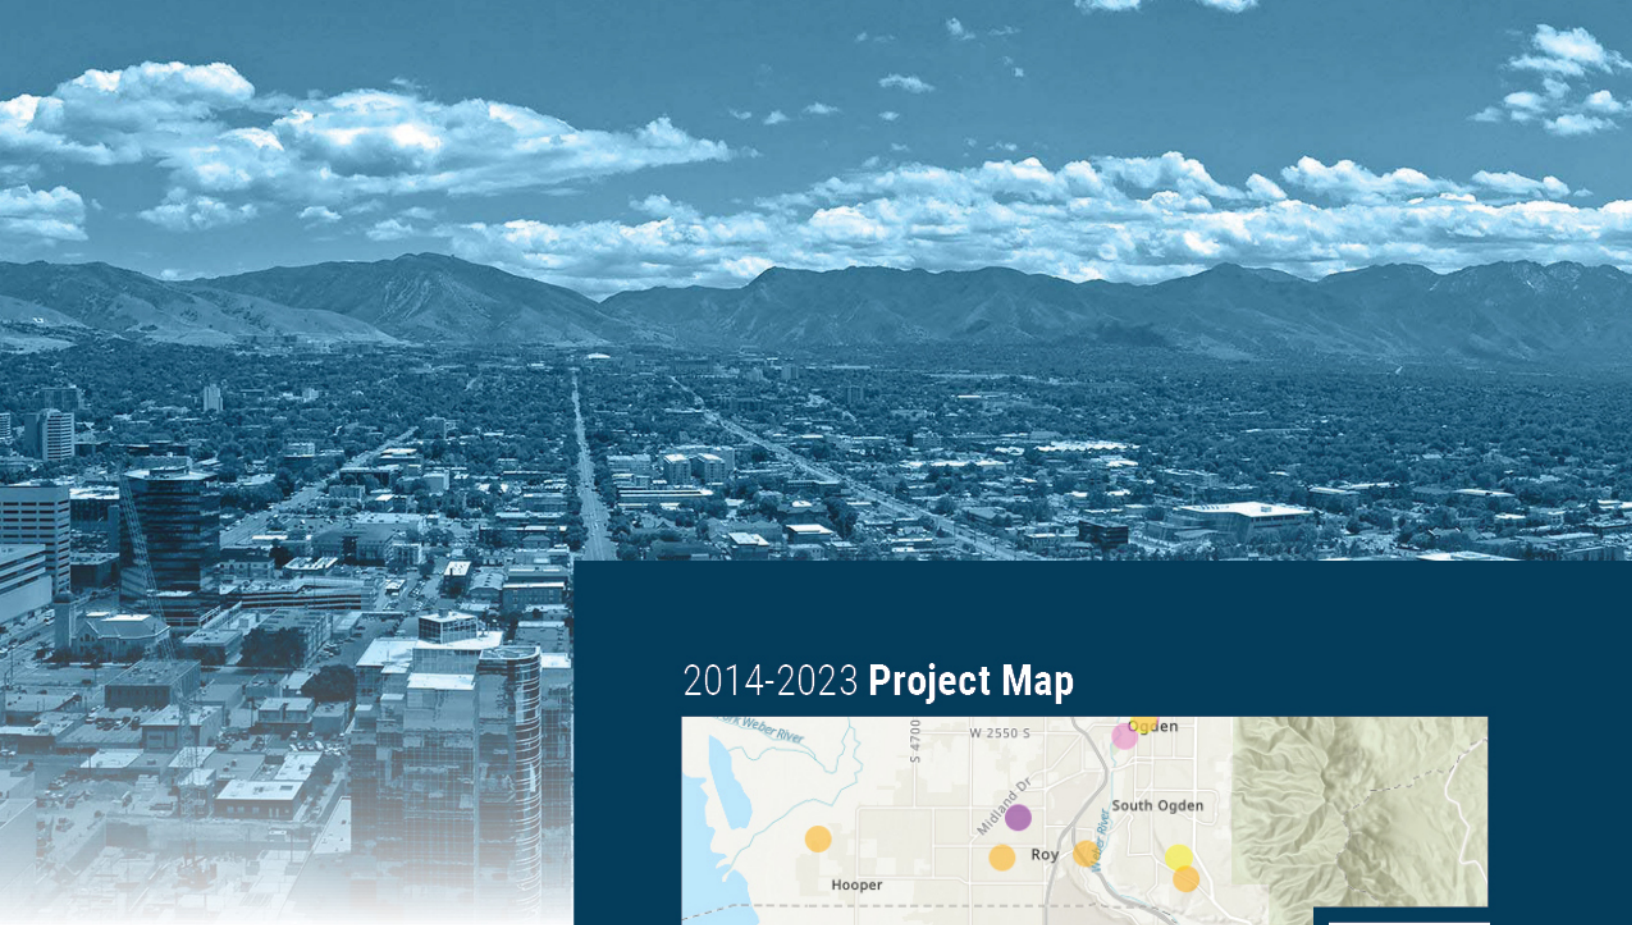 2014-2023 Project Map
Weber River
S 4700
W 2550 S
Ogden
Midland Dr
South Ogden
Weber River
Roy
Hooper